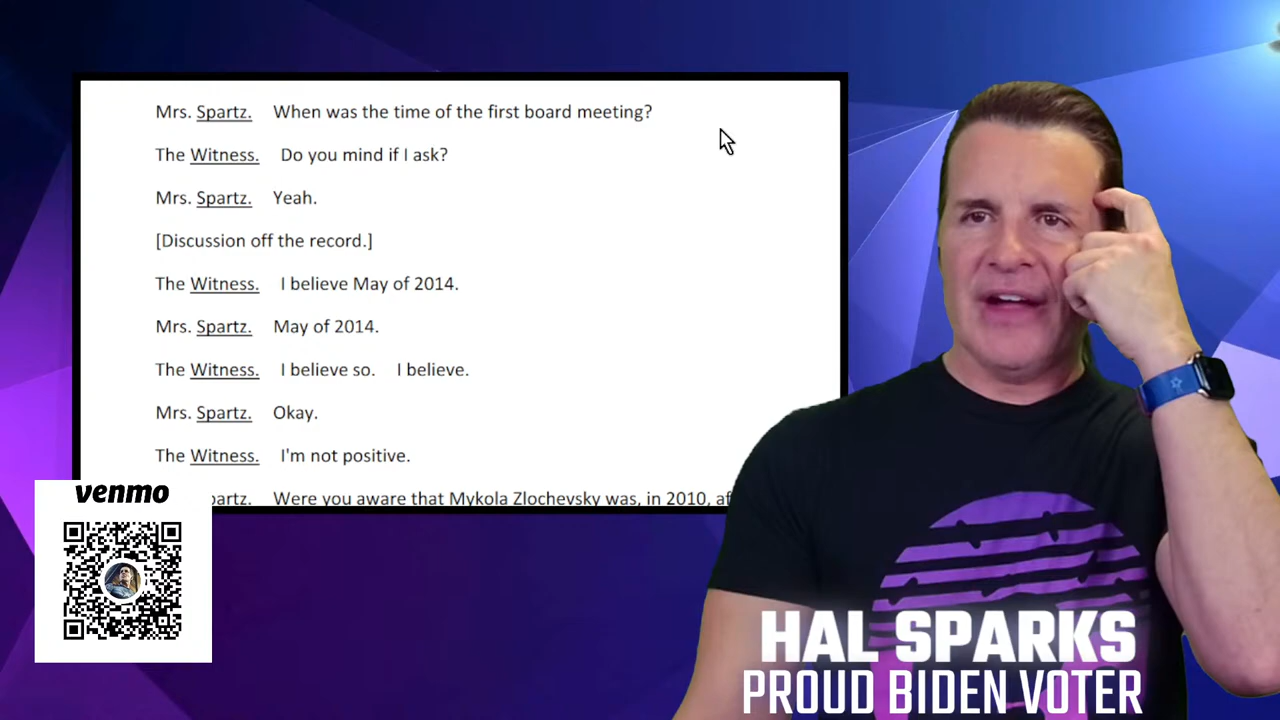 Mrs. Spartz. When was the time of the first board meeting?
The Witness. Do you mind if I ask?
Mrs. Spartz. Yeah.
[Discussion off the record.]
The Witness. I believe May of 2014.
Mrs. Spartz. May of 2014.
The Witness. I believe so. I believe.
Mrs. Spartz. Okay.
The Witness. I'm not positive.
partz. Were you aware that Mykola Zlochevsky was, in 2010,
venmo
HAL SPARKS
PROUD BIDEN VOTER